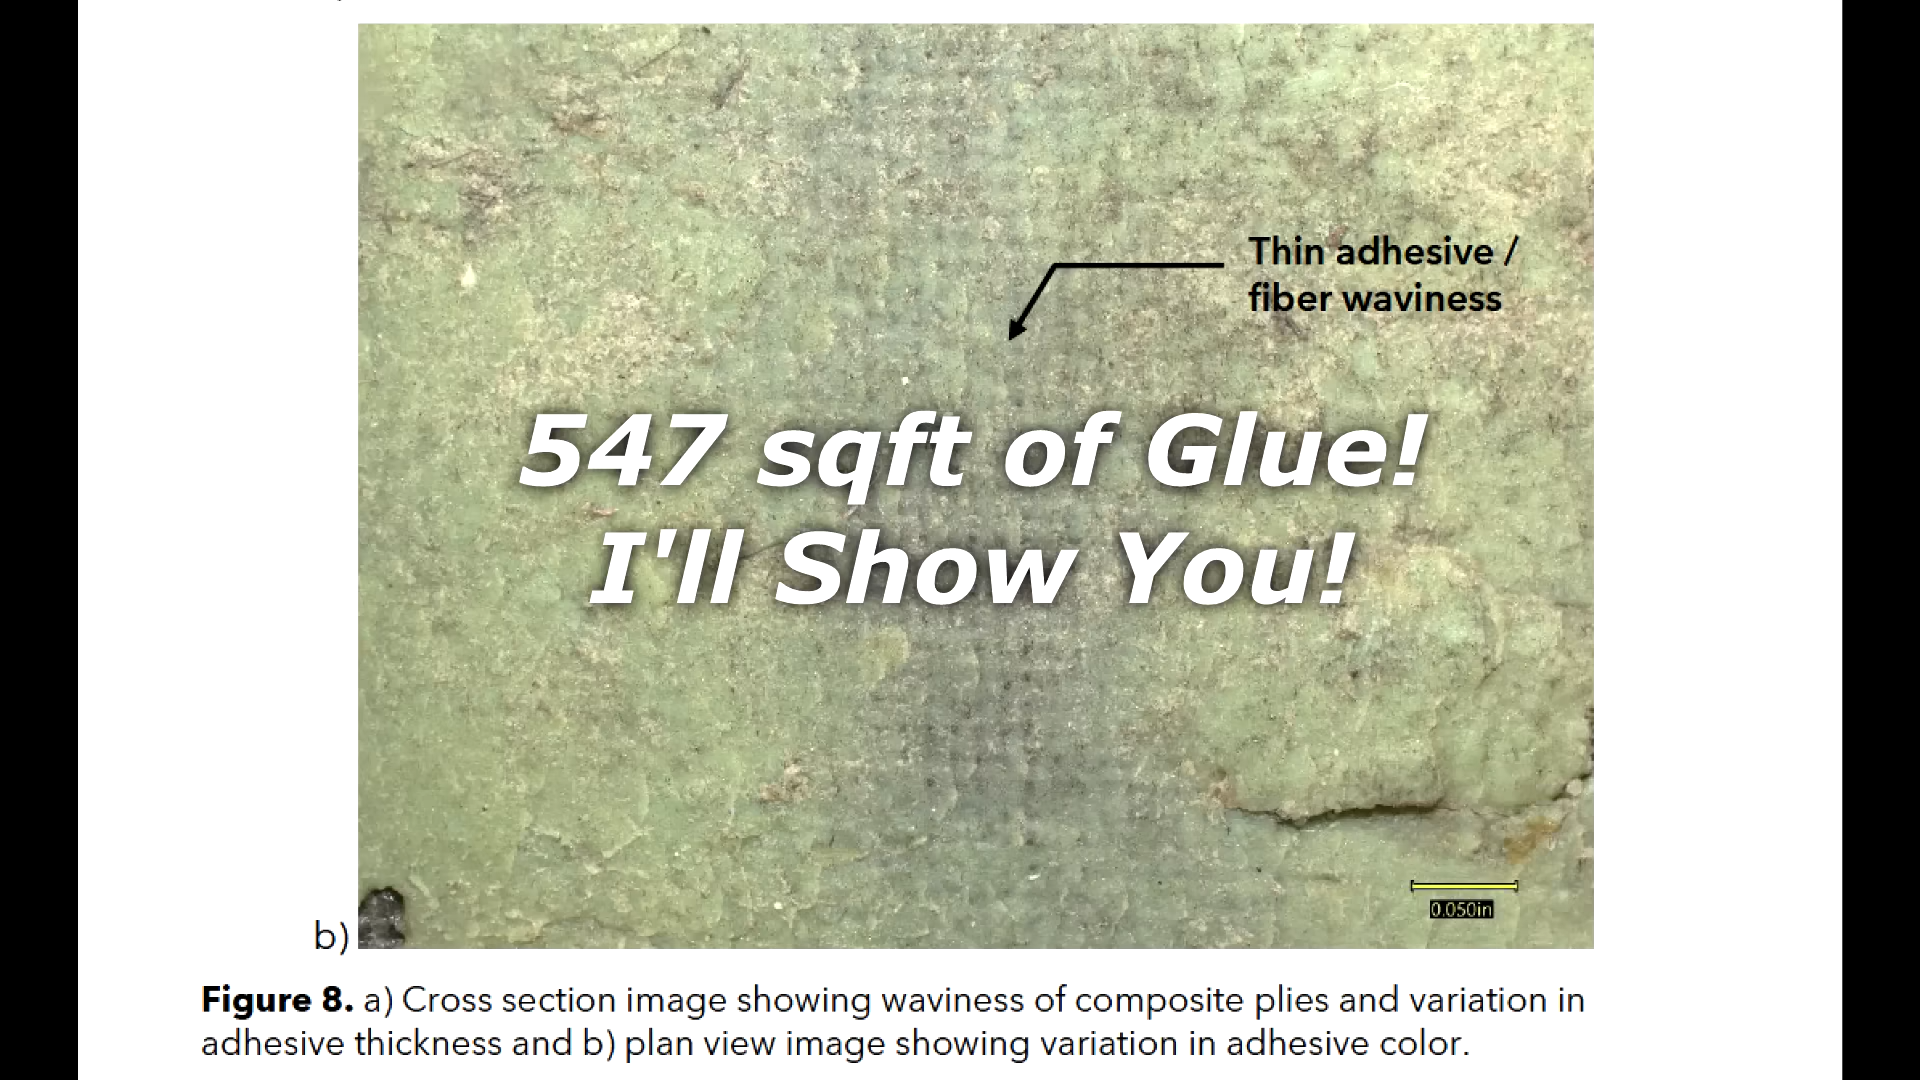 Thin adhesive /
fiber waviness
547 sqft of Glue!
I'll Show You!
0.050in
b)
Figure 8. a) Cross section image showing waviness of composite plies and variation in
adhesive thickness and b) plan view image showing variation in adhesive color.